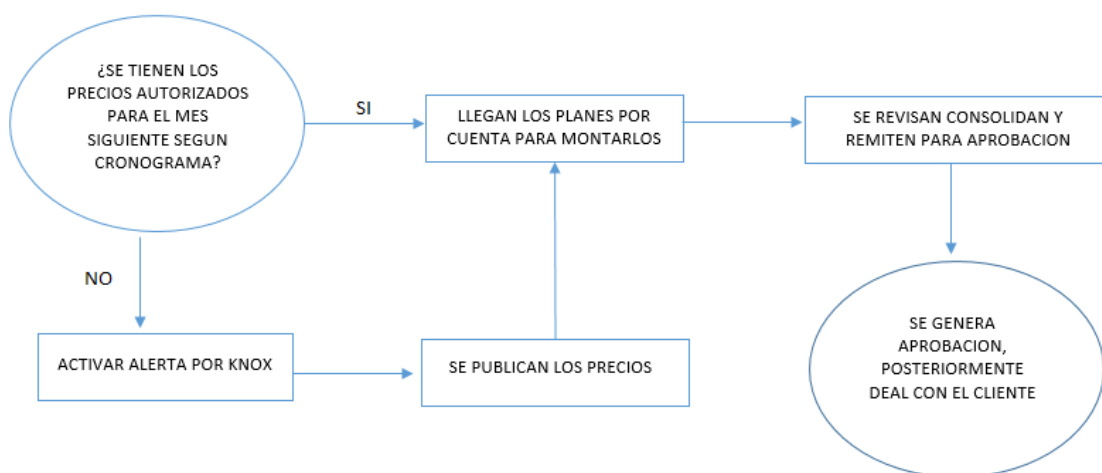 ¿SE TIENEN LOS
PRECIOS AUTORIZADOS
PARA EL MES
SIGUIENTE SEGUN
CRONOGRAMA?
SI
LLEGAN LOS PLANES POR
CUENTA PARA MONTARLOS
SE REVISAN CONSOLIDAN Y
REMITEN PARA APROBACION
NO
ACTIVAR ALERTA POR KNOX
SE PUBLICAN LOS PRECIOS
SE GENERA
APROBACION,
POSTERIORMENTE
DEAL CON EL CLIENTE